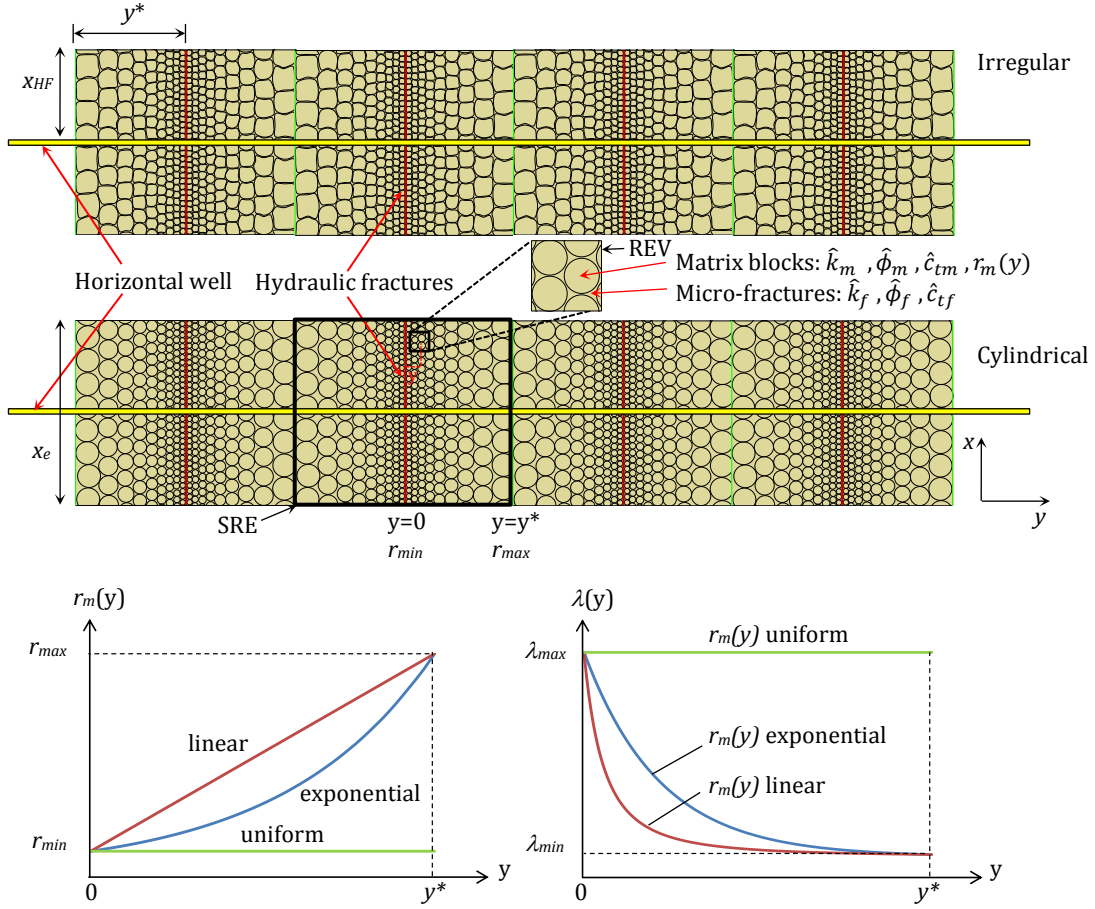 y*
x_HF
Irregular
REV
Horizontal well
Hydraulic fractures
Matrix blocks: k̂_m , ϕ̂_m , ĉ_tm , r_m(y)
Micro-fractures: k̂_f , ϕ̂_f , ĉ_tf
Cylindrical
x_e
x
y
SRE
y=0
y=y*
r_min
r_max
r_m(y)
r_max
linear
exponential
uniform
r_min
0
y*
y
λ(y)
r_m(y) uniform
λ_max
r_m(y) exponential
r_m(y) linear
λ_min
0
y*
y